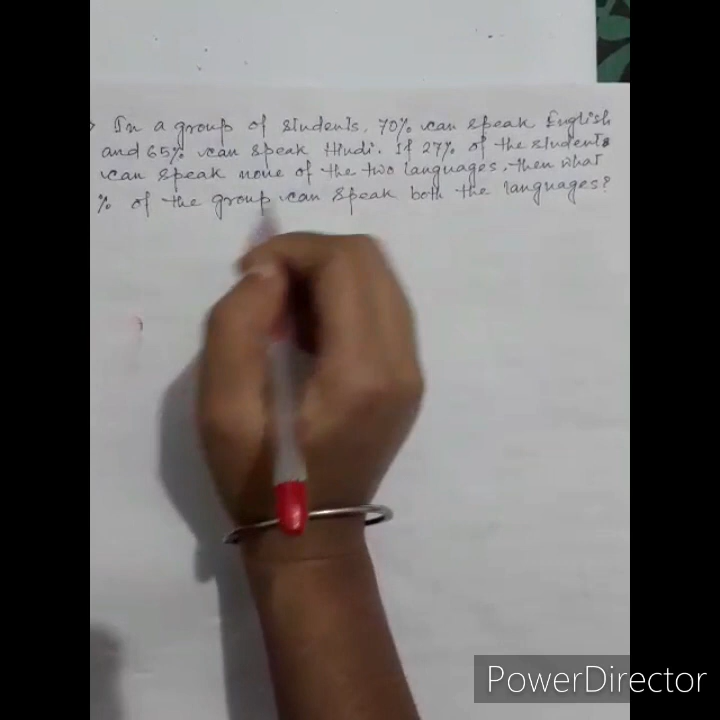 In a group of students, 70% can speak English
and 65% can speak Hindi. If 27% of the students
can speak none of the two languages, then what
% of the group can speak both the languages?
PowerDirector